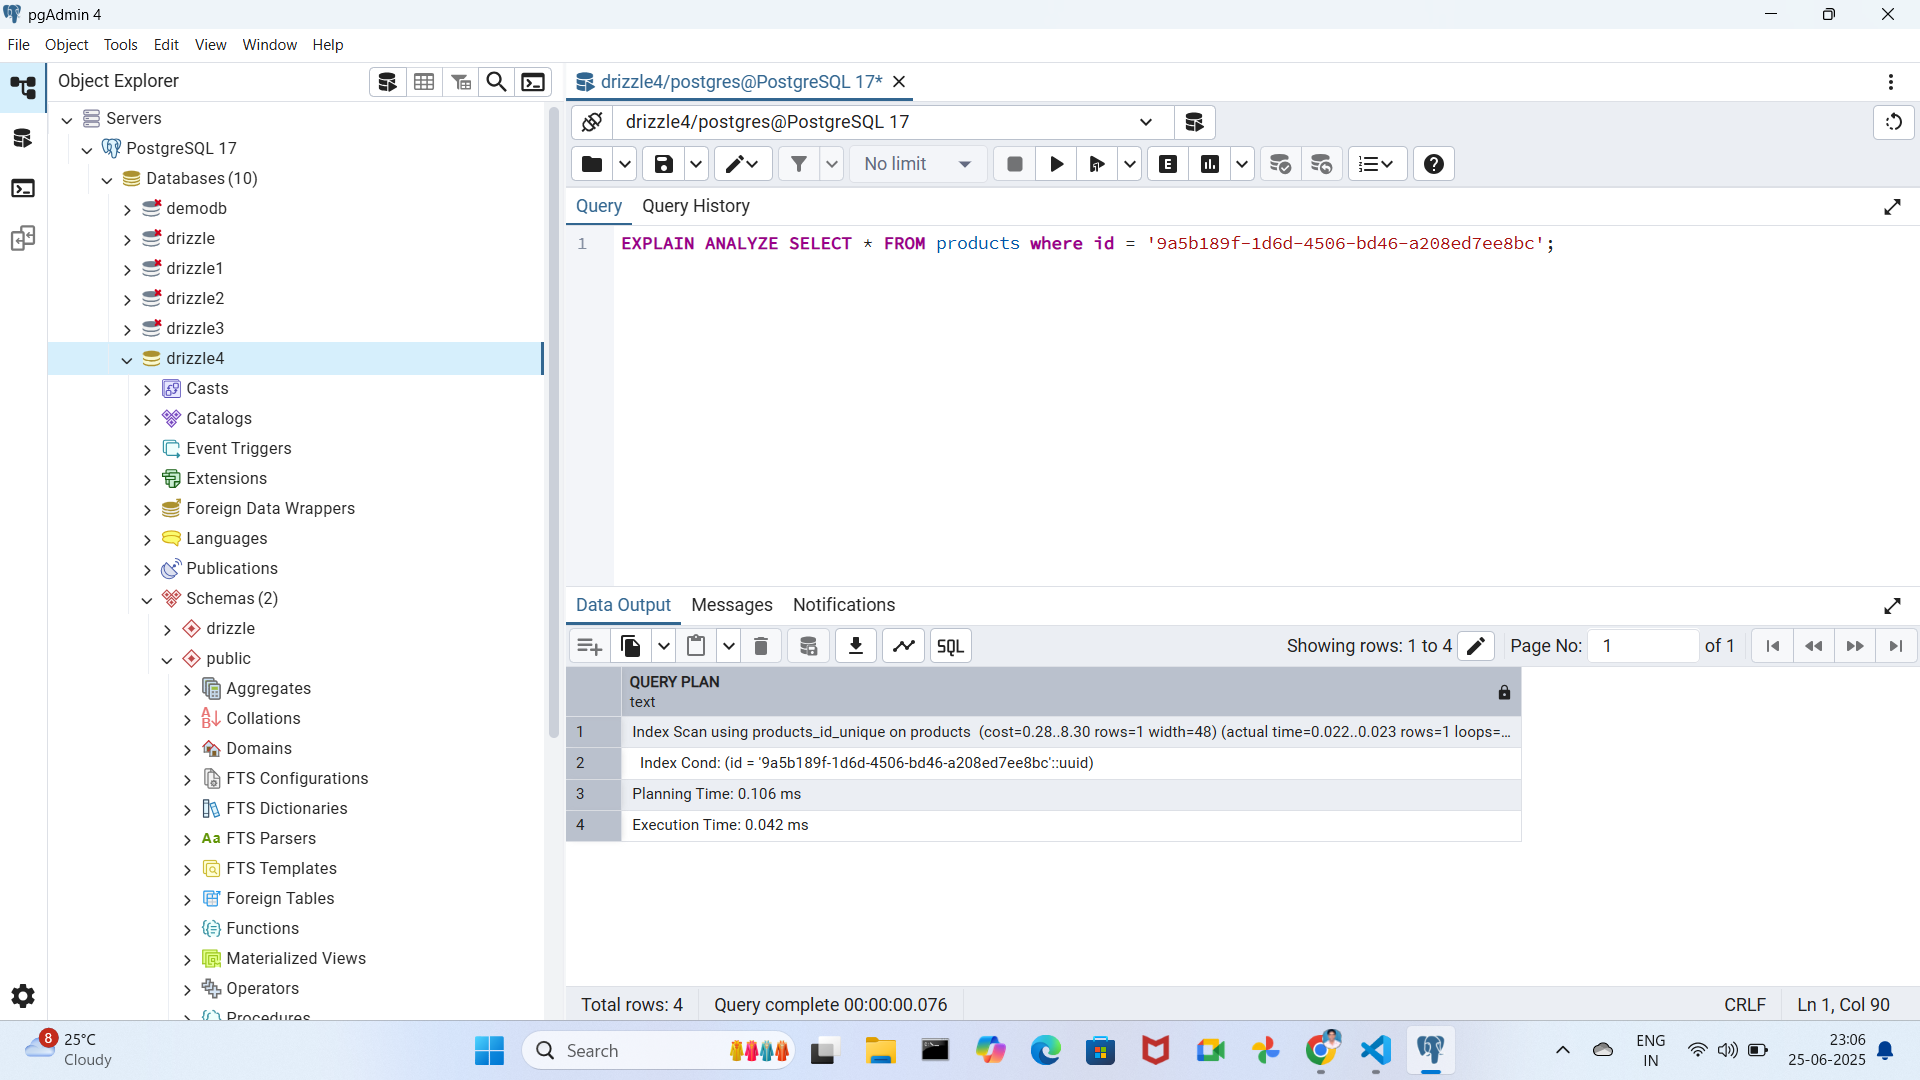 pgAdmin 4
File Object Tools Edit View Window Help
Object Explorer
Servers
PostgreSQL 17
Databases (10)
demodb
drizzle
drizzle1
drizzle2
drizzle3
drizzle4
Casts
Catalogs
Event Triggers
Extensions
Foreign Data Wrappers
Languages
Publications
Schemas (2)
drizzle
public
Aggregates
Collations
Domains
FTS Configurations
FTS Dictionaries
FTS Parsers
FTS Templates
Foreign Tables
Functions
Materialized Views
Operators
Procedures
drizzle4/postgres@PostgreSQL 17*
drizzle4/postgres@PostgreSQL 17
No limit
Query Query History
1 EXPLAIN ANALYZE SELECT * FROM products where id = '9a5b189f-1d6d-4506-bd46-a208ed7ee8bc';
Data Output Messages Notifications
SQL Showing rows: 1 to 4 Page No: 1 of 1
QUERY PLAN
text
1 Index Scan using products_id_unique on products (cost=0.28..8.30 rows=1 width=48) (actual time=0.022..0.023 rows=1 loops=...
2 Index Cond: (id = '9a5b189f-1d6d-4506-bd46-a208ed7ee8bc'::uuid)
3 Planning Time: 0.106 ms
4 Execution Time: 0.042 ms
Total rows: 4 Query complete 00:00:00.076 CRLF Ln 1, Col 90
8 25°C
Cloudy
Search
ENG
IN
23:06
25-06-2025